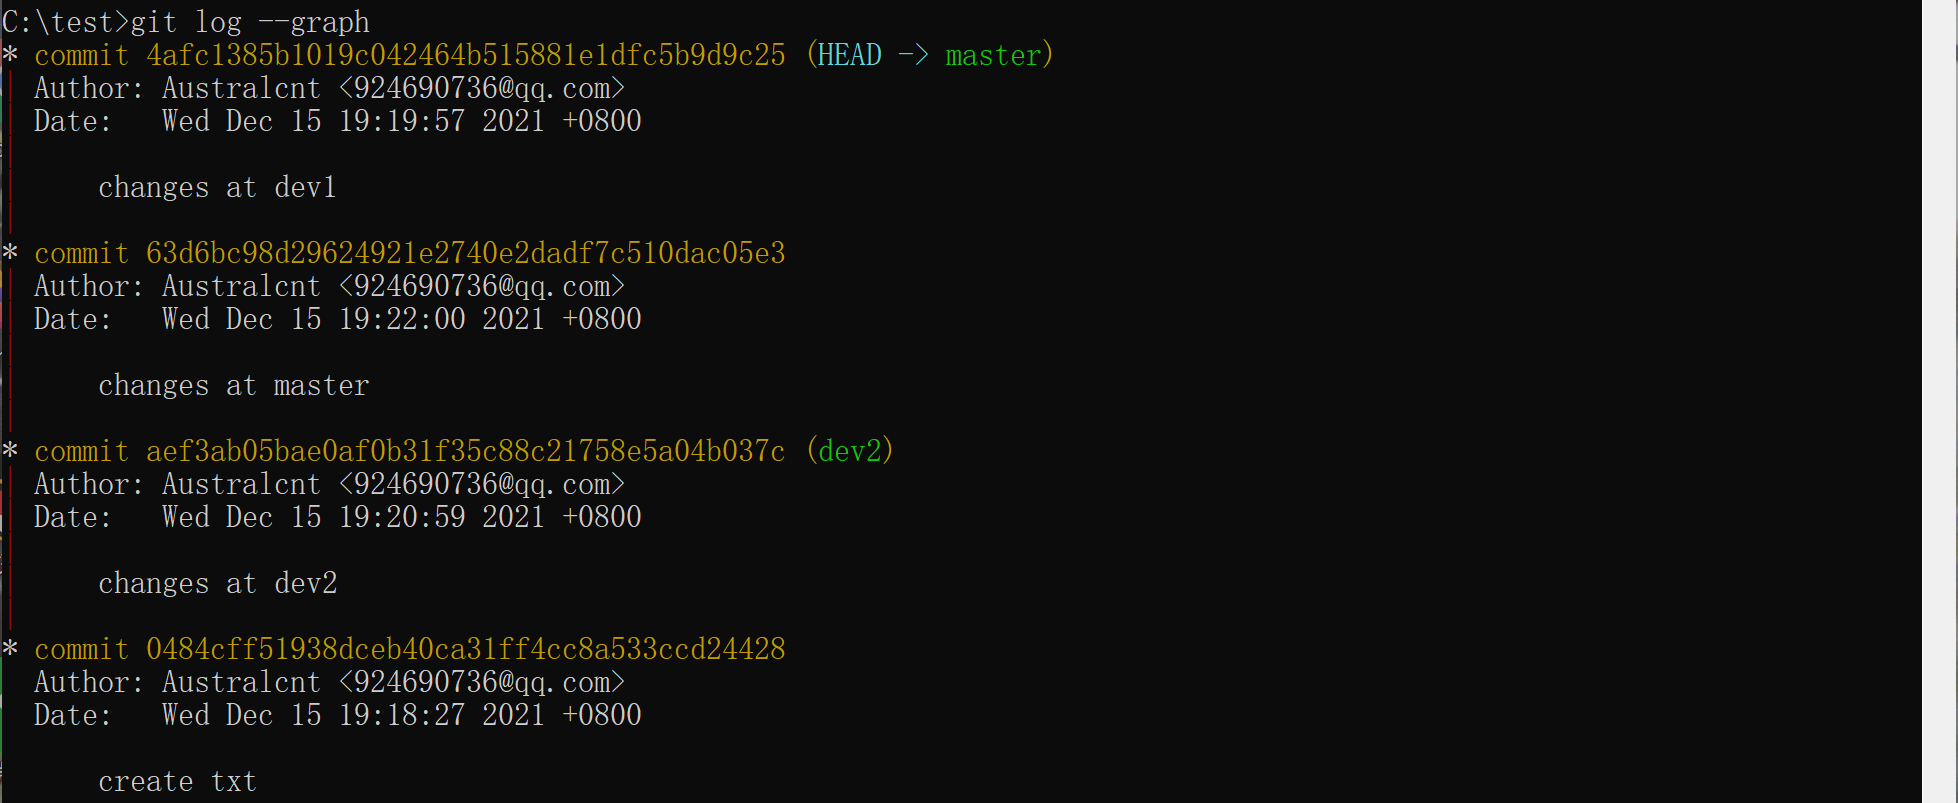 C:\test>git log --graph
* commit 4afc1385b1019c042464b515881e1dfc5b9d9c25 (HEAD -> master)
| Author: Australcnt <924690736@qq.com>
| Date:   Wed Dec 15 19:19:57 2021 +0800
|
|     changes at dev1
|
* commit 63d6bc98d29624921e2740e2dadf7c510dac05e3
| Author: Australcnt <924690736@qq.com>
| Date:   Wed Dec 15 19:22:00 2021 +0800
|
|     changes at master
|
* commit aef3ab05bae0af0b31f35c88c21758e5a04b037c (dev2)
| Author: Australcnt <924690736@qq.com>
| Date:   Wed Dec 15 19:20:59 2021 +0800
|
|     changes at dev2
|
* commit 0484cff51938dceb40ca31ff4cc8a533ccd24428
  Author: Australcnt <924690736@qq.com>
  Date:   Wed Dec 15 19:18:27 2021 +0800

      create txt